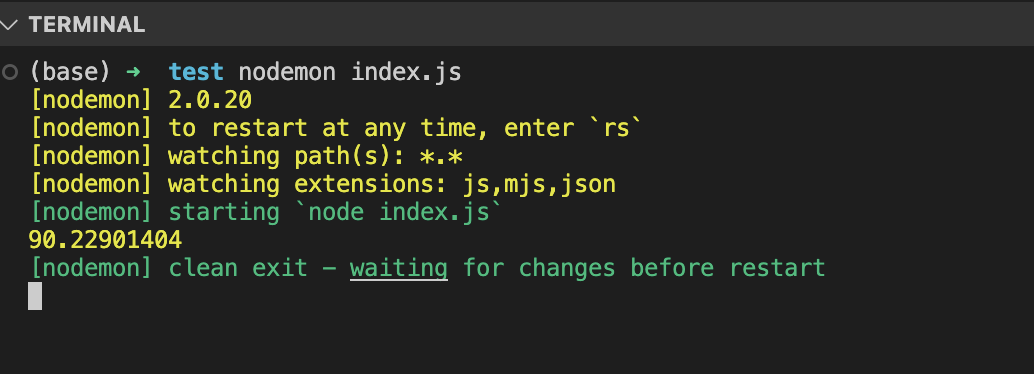 TERMINAL
(base) ➜ test nodemon index.js
[nodemon] 2.0.20
[nodemon] to restart at any time, enter `rs`
[nodemon] watching path(s): *.*
[nodemon] watching extensions: js,mjs,json
[nodemon] starting `node index.js`
90.22901404
[nodemon] clean exit - waiting for changes before restart